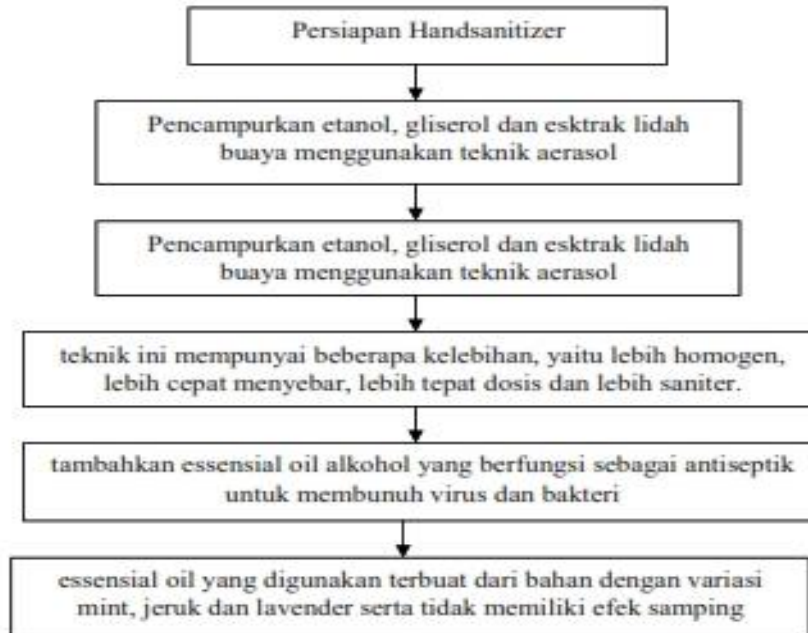 Persiapan Handsanitizer
Pencampurkan etanol, gliserol dan esktrak lidah
buaya menggunakan teknik aerasol
Pencampurkan etanol, gliserol dan esktrak lidah
buaya menggunakan teknik aerasol
teknik ini mempunyai beberapa kelebihan, yaitu lebih homogen,
lebih cepat menyebar, lebih tepat dosis dan lebih saniter.
tambahkan essensial oil alkohol yang berfungsi sebagai antiseptik
untuk membunuh virus dan bakteri
essensial oil yang digunakan terbuat dari bahan dengan variasi
mint, jeruk dan lavender serta tidak memiliki efek samping